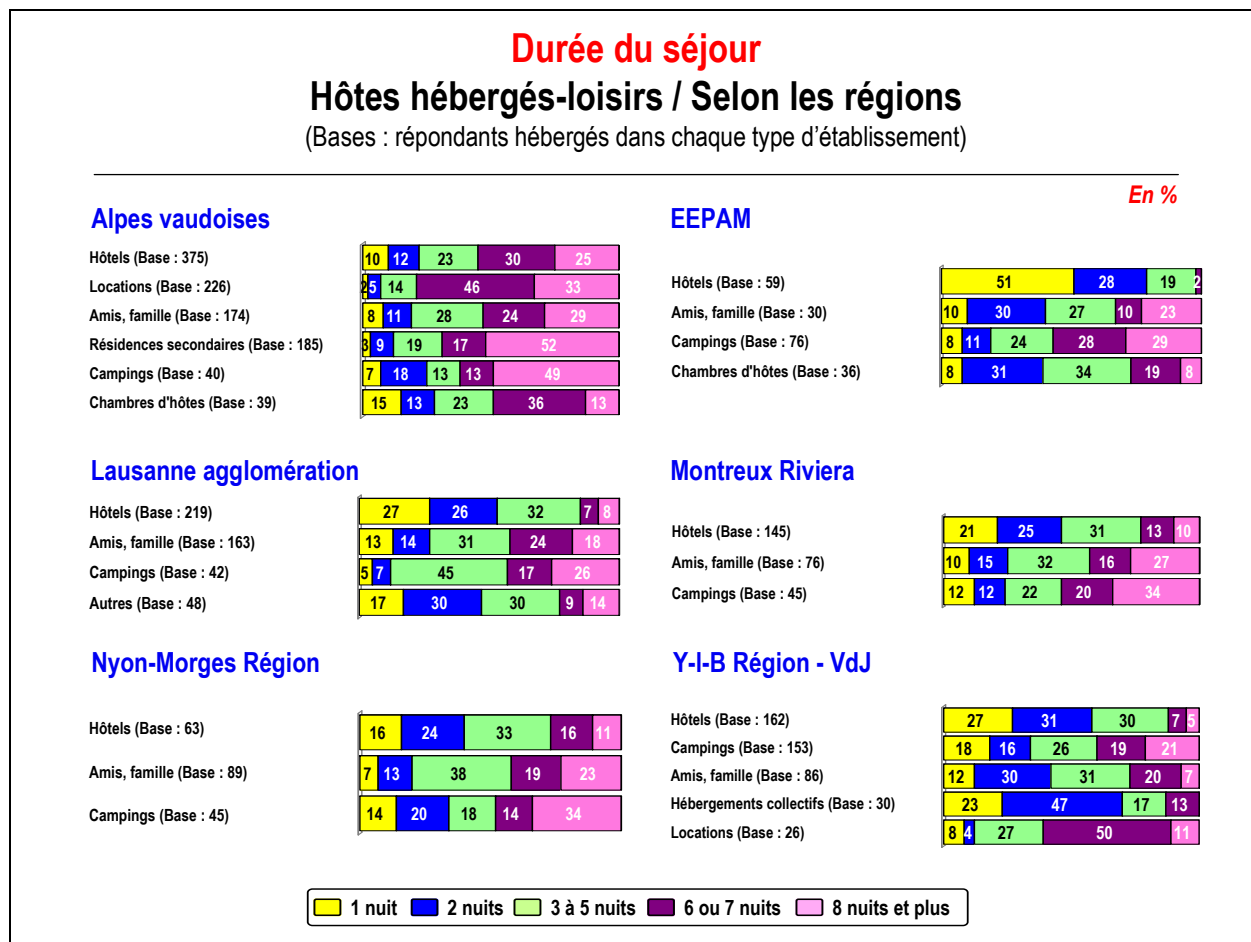 Durée du séjour
Hôtes hébergés-loisirs / Selon les régions
(Bases : répondants hébergés dans chaque type d'établissement)
En %
Alpes vaudoises
Hôtels (Base : 375) 10 12 23 30 25
Locations (Base : 226) 2 5 14 46 33
Amis, famille (Base : 174) 8 11 28 24 29
Résidences secondaires (Base : 185) 3 9 19 17 52
Campings (Base : 40) 7 18 13 13 49
Chambres d'hôtes (Base : 39) 15 13 23 36 13
EEPAM
Hôtels (Base : 59) 51 28 19 2
Amis, famille (Base : 30) 10 30 27 10 23
Campings (Base : 76) 8 11 24 28 29
Chambres d'hôtes (Base : 36) 8 31 34 19 8
Lausanne agglomération
Hôtels (Base : 219) 27 26 32 7 8
Amis, famille (Base : 163) 13 14 31 24 18
Campings (Base : 42) 5 7 45 17 26
Autres (Base : 48) 17 30 30 9 14
Montreux Riviera
Hôtels (Base : 145) 21 25 31 13 10
Amis, famille (Base : 76) 10 15 32 16 27
Campings (Base : 45) 12 12 22 20 34
Nyon-Morges Région
Hôtels (Base : 63) 16 24 33 16 11
Amis, famille (Base : 89) 7 13 38 19 23
Campings (Base : 45) 14 20 18 14 34
Y-I-B Région - VdJ
Hôtels (Base : 162) 27 31 30 7 5
Campings (Base : 153) 18 16 26 19 21
Amis, famille (Base : 86) 12 30 31 20 7
Hébergements collectifs (Base : 30) 23 47 17 13
Locations (Base : 26) 8 4 27 50 11
1 nuit 2 nuits 3 à 5 nuits 6 ou 7 nuits 8 nuits et plus